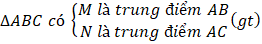 ΔABC có { M là trung điểm AB
N là trung điểm AC (gt)